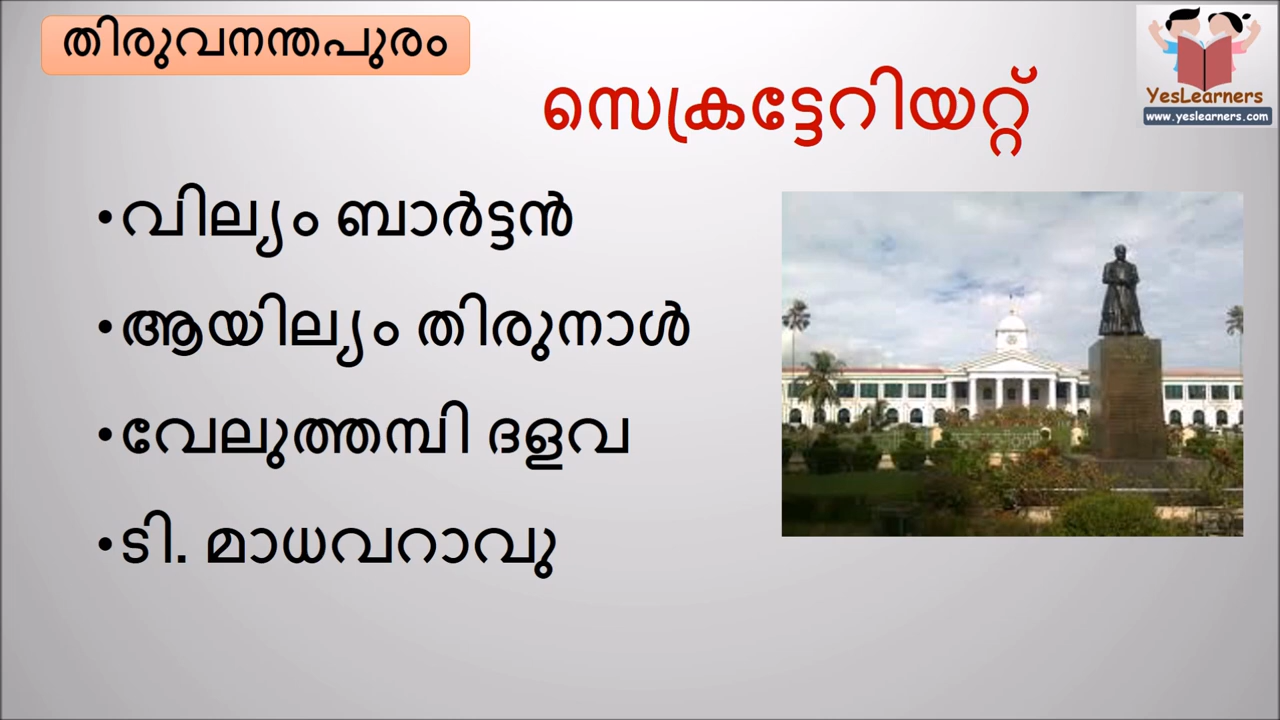 തിരുവനന്തപുരം
സെക്രട്ടേറിയറ്റ്
YesLearners
www.yeslearners.com
•വില്യം ബാർട്ടൻ
•ആയില്യം തിരുനാൾ
•വേലുത്തമ്പി ദളവ
•ടി. മാധവറാവു